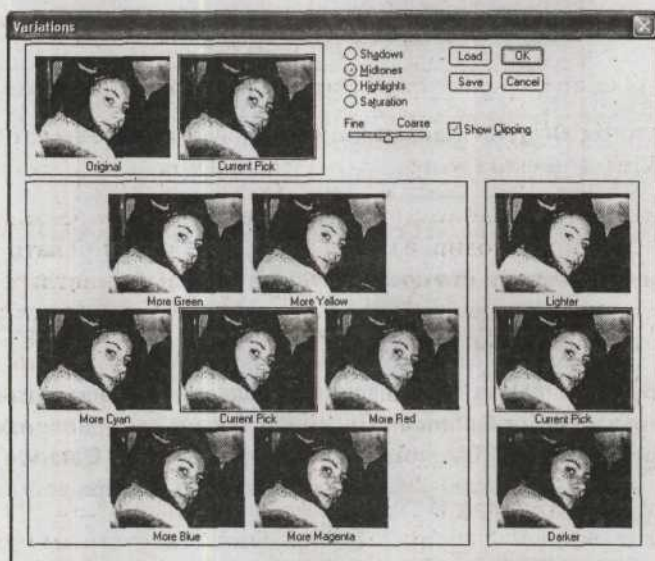 Variations
Shadows
Midtones
Highlights
Saturation
Fine Coarse
Load OK
Save Cancel
Show Clipping
Original Current Pick
More Green More Yellow
Lighter
More Cyan Current Pick More Red
Current Pick
More Blue More Magenta
Darker